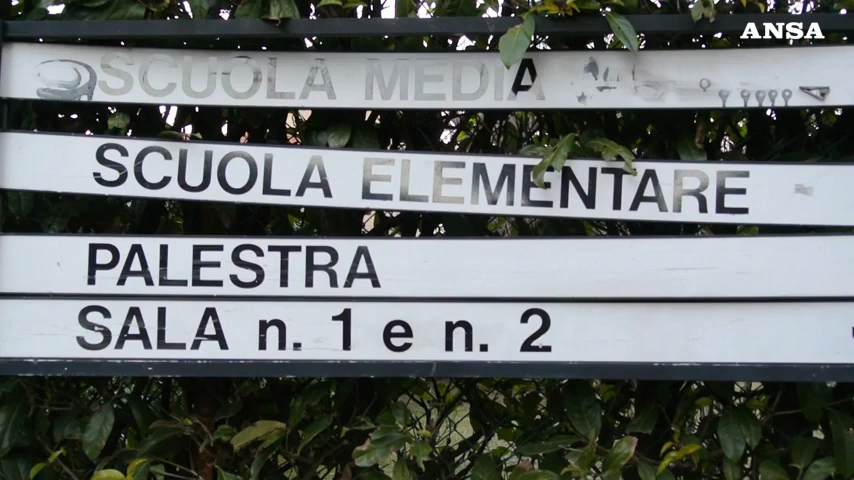 ANSA
SCUOLA MEDIA
SCUOLA ELEMENTARE
PALESTRA
SALA n. 1 e n. 2